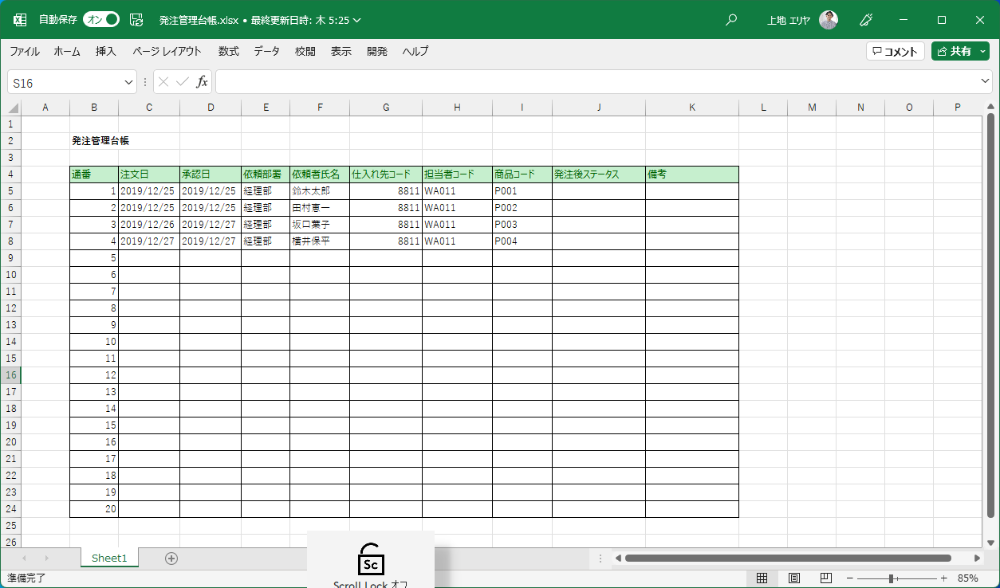 自動保存 オン 発注管理台帳.xlsx • 最終更新日時: 木 5:25 上地 エリヤ
ファイル ホーム 挿入 ページ レイアウト 数式 データ 校閲 表示 開発 ヘルプ コメント 共有
S16 fx
A B C D E F G H I J K L M N O P
1
2 発注管理台帳
3
4 通番 注文日 承認日 依頼部署 依頼者氏名 仕入れ先コード 担当者コード 商品コード 発注後ステータス 備考
5 1 2019/12/25 2019/12/25 経理部 鈴木太郎 8811 WA011 P001
6 2 2019/12/25 2019/12/25 経理部 田村恵一 8811 WA011 P002
7 3 2019/12/26 2019/12/27 経理部 坂口葉子 8811 WA011 P003
8 4 2019/12/27 2019/12/27 経理部 横井保平 8811 WA011 P004
9 5
10 6
11 7
12 8
13 9
14 10
15 11
16 12
17 13
18 14
19 15
20 16
21 17
22 18
23 19
24 20
25
26
Sheet1
Sc
Scroll Lock オフ
準備完了 85%